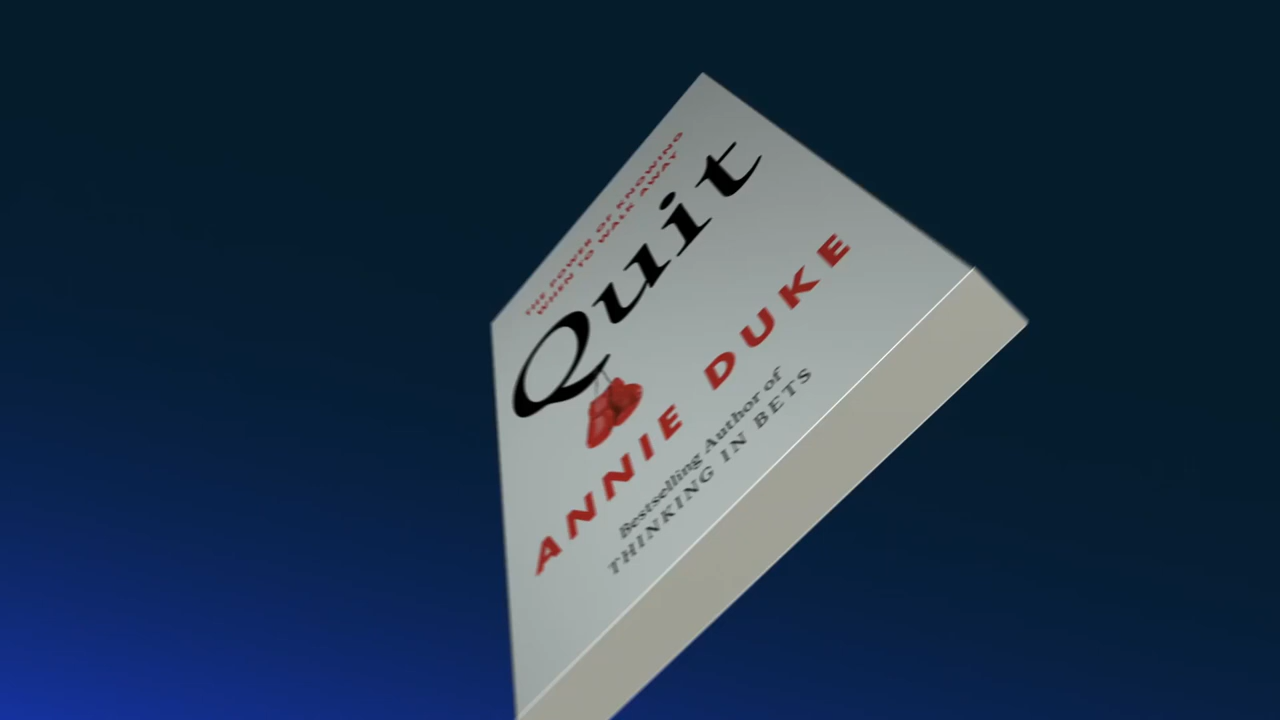 THE POWER OF KNOWING
WHEN TO WALK AWAY
Quit
ANNIE DUKE
Bestselling Author of
THINKING IN BETS